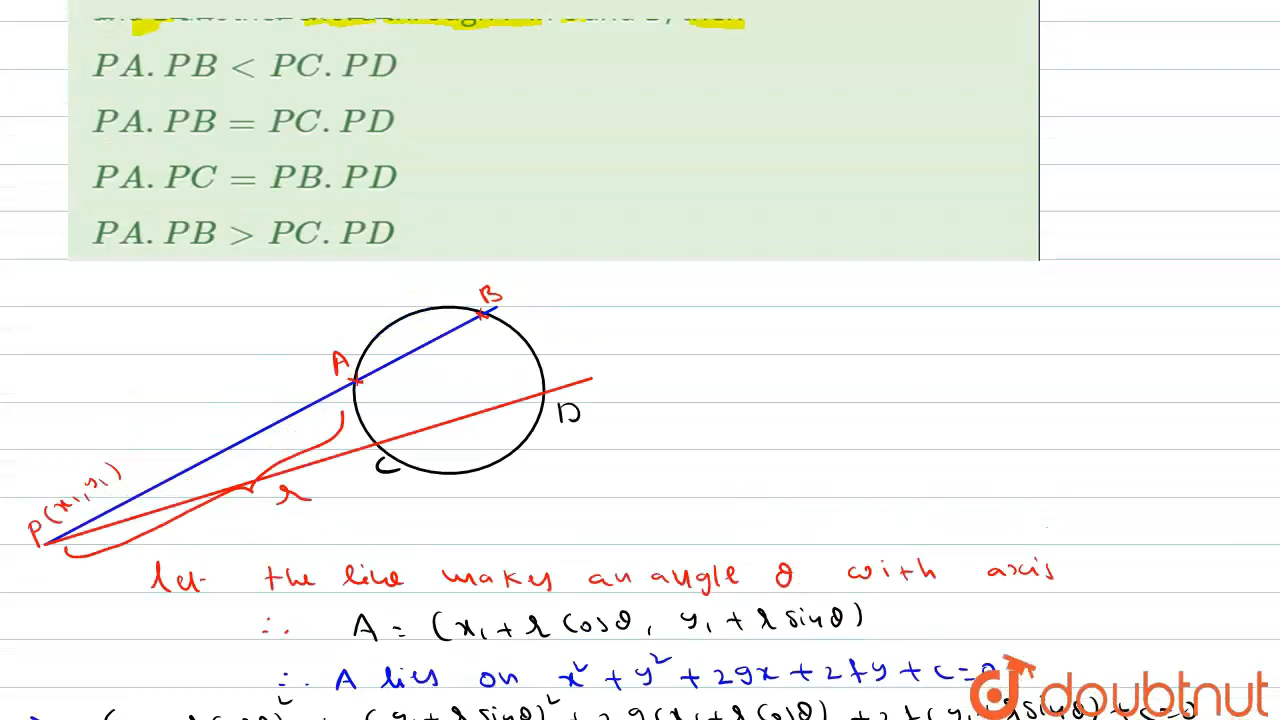 PA. PB < PC. PD
PA. PB = PC. PD
PA. PC = PB. PD
PA. PB > PC. PD
B
A
D
C
P(x₁,y₁)
r
let the line makes an angle θ with axis
∴ A = (x₁ + r cosθ, y₁ + r sinθ)
∴ A lies on x² + y² + 2gx + 2fy + c = 0
doubtnut